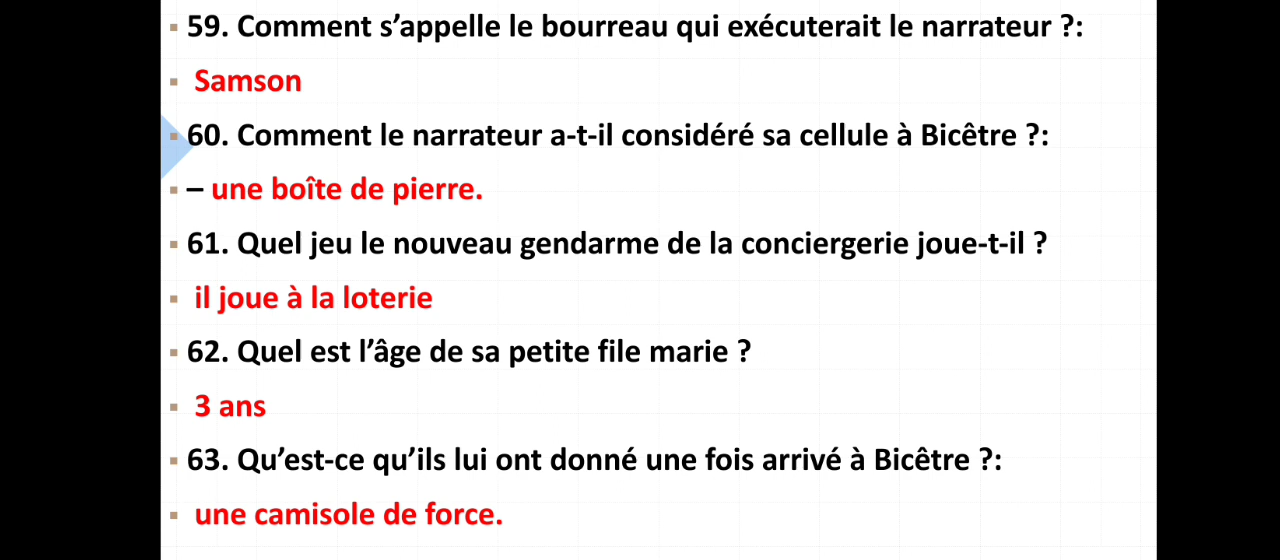 59. Comment s’appelle le bourreau qui exécuterait le narrateur ?:
Samson
60. Comment le narrateur a-t-il considéré sa cellule à Bicêtre ?:
– une boîte de pierre.
61. Quel jeu le nouveau gendarme de la conciergerie joue-t-il ?
il joue à la loterie
62. Quel est l’âge de sa petite file marie ?
3 ans
63. Qu’est-ce qu’ils lui ont donné une fois arrivé à Bicêtre ?:
une camisole de force.